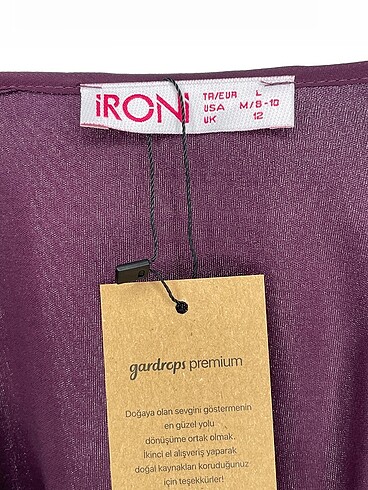 iRONi
TR/EUR L
USA M/8-10
UK 12
gardrops premium
Doğaya olan sevgini göstermenin
en güzel yolu
dönüşüme ortak olmak.
İkinci el alışveriş yaparak
doğal kaynakları koruduğunuz
için teşekkürler!